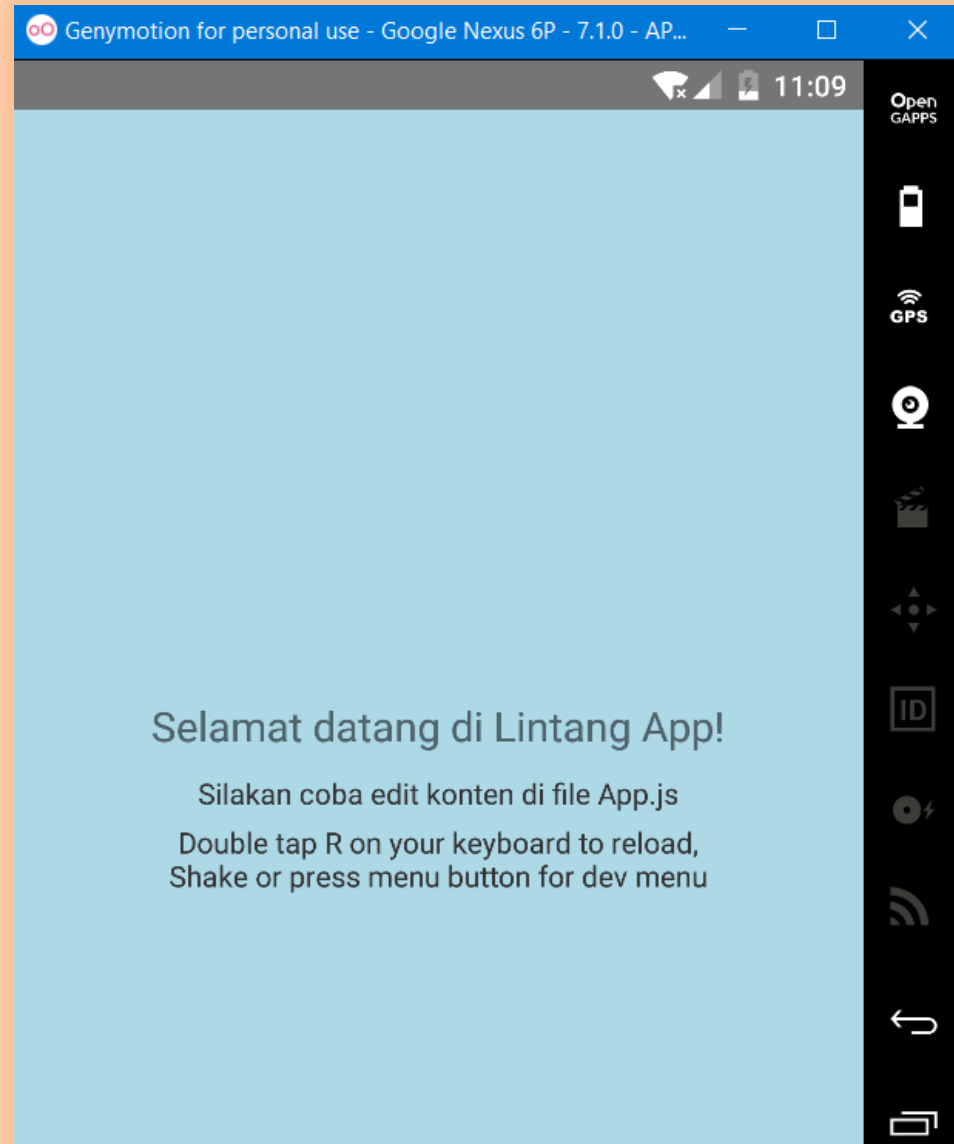 Genymotion for personal use - Google Nexus 6P - 7.1.0 - AP...
11:09
Open
GAPPS
GPS
ID
Selamat datang di Lintang App!
Silakan coba edit konten di file App.js
Double tap R on your keyboard to reload,
Shake or press menu button for dev menu